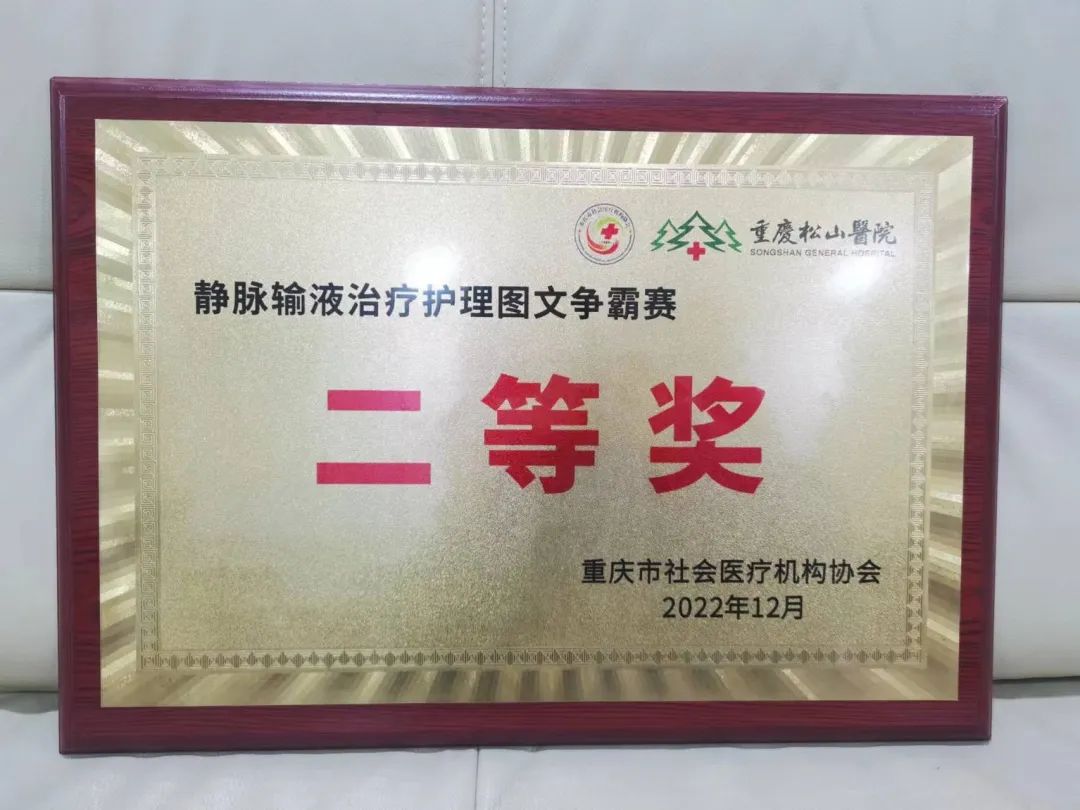 重慶松山醫院
SONGSHAN GENERAL HOSPITAL
静脉输液治疗护理图文争霸赛
二等奖
重庆市社会医疗机构协会
2022年12月